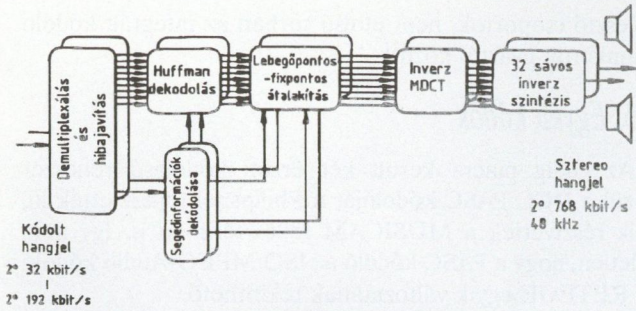 Demultiplexálás
és
hibajavítás
Huffman
dekodolás
Segédinformációk
dekódolása
Lebegőpontos
-fixpontos
átalakítás
Inverz
MDCT
32 sávos
inverz
szintézis
Kódolt
hangjel
2* 32 kbit/s
2* 192 kbit/s
Sztereo
hangjel
2* 768 kbit/s
48 kHz